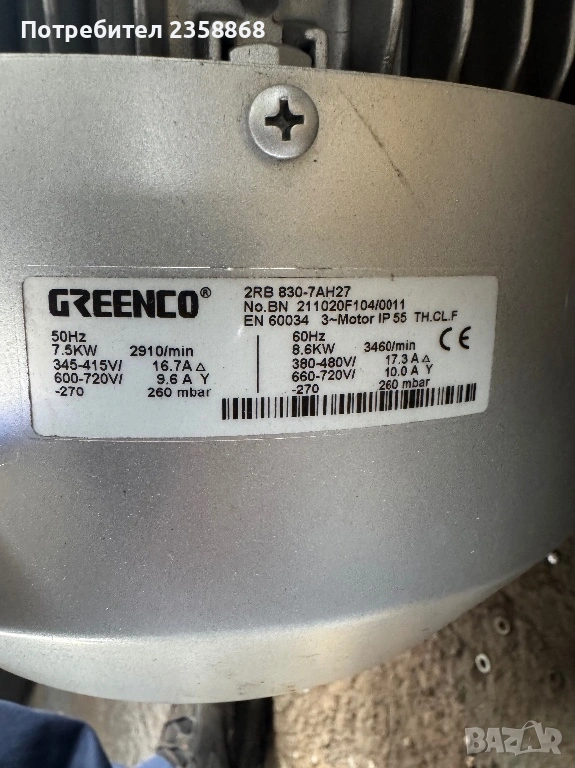 Потребител 2358868
GREENCO®
2RB 830-7AH27
No.BN 211020F104/0011
EN 60034 3~Motor IP 55 TH.CL.F
CE
50Hz
7.5KW 2910/min
345-415V/ 16.7A △
600-720V/ 9.6 A Y
-270 260 mbar
60Hz
8.6KW 3460/min
380-480V/ 17.3 A △
660-720V/ 10.0 A Y
-270 260 mbar
BAZAR